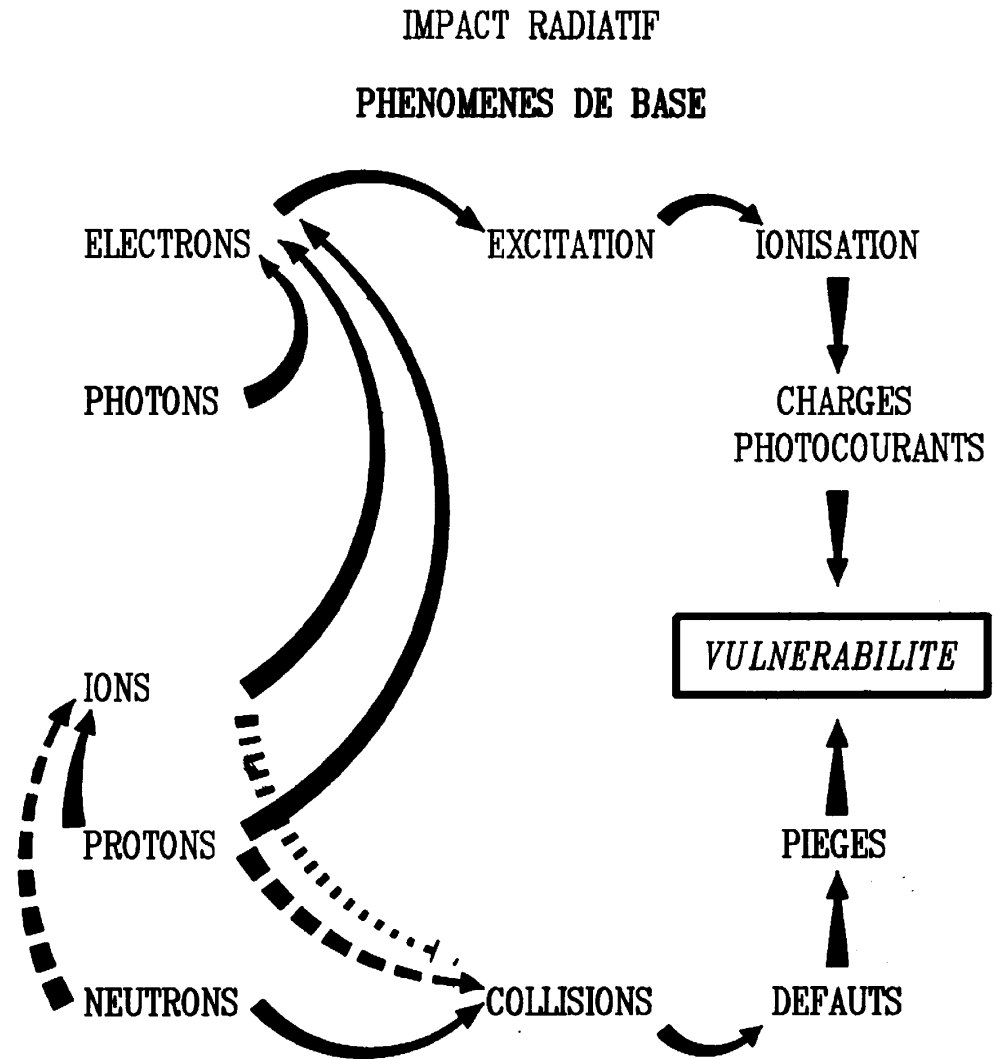 IMPACT RADIATIF
PHENOMENES DE BASE
ELECTRONS
EXCITATION
IONISATION
PHOTONS
CHARGES
PHOTOCOURANTS
VULNERABILITE
IONS
PROTONS
PIEGES
NEUTRONS
COLLISIONS
DEFAUTS